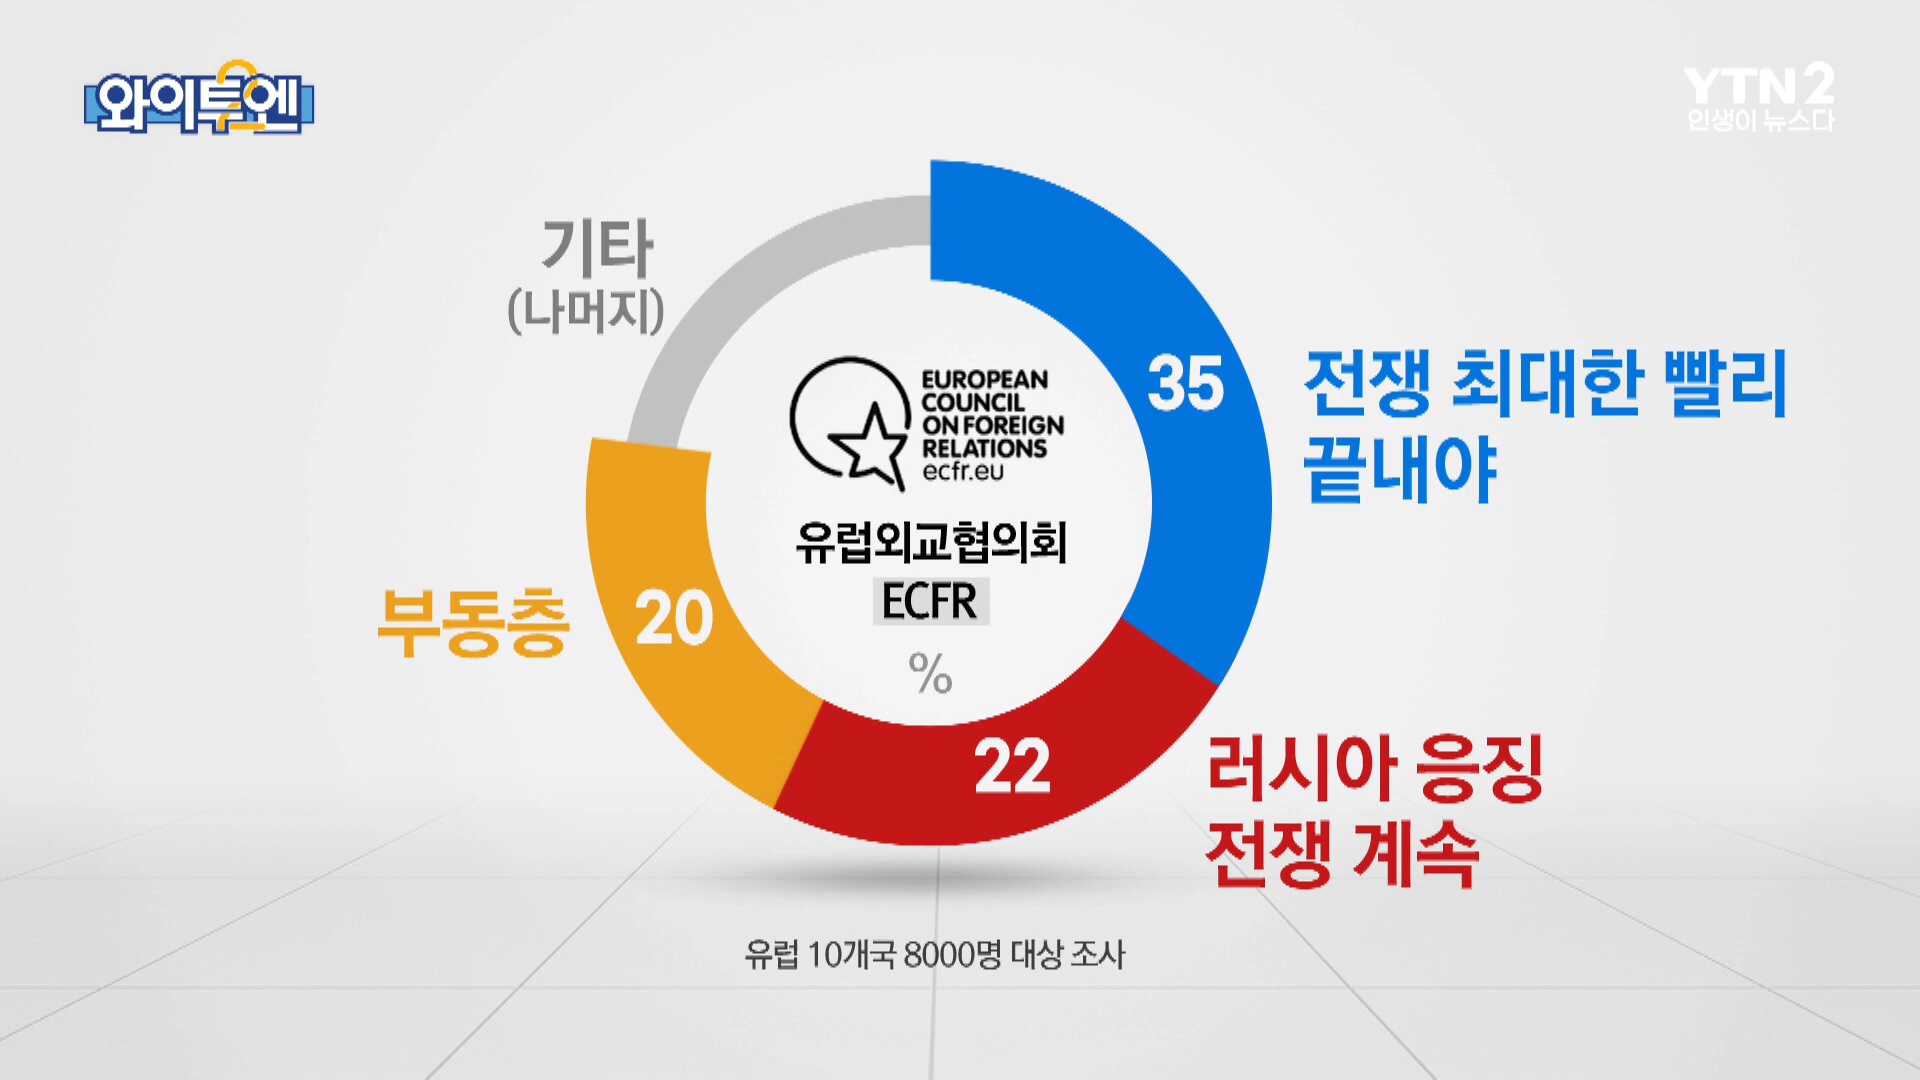 와이투엔
YTN2
인생이 뉴스다
기타
(나머지)
35
전쟁 최대한 빨리
끝내야
EUROPEAN
COUNCIL
ON FOREIGN
RELATIONS
ecfr.eu
유럽외교협의회
ECFR
%
부동층
20
22
러시아 응징
전쟁 계속
유럽 10개국 8000명 대상 조사